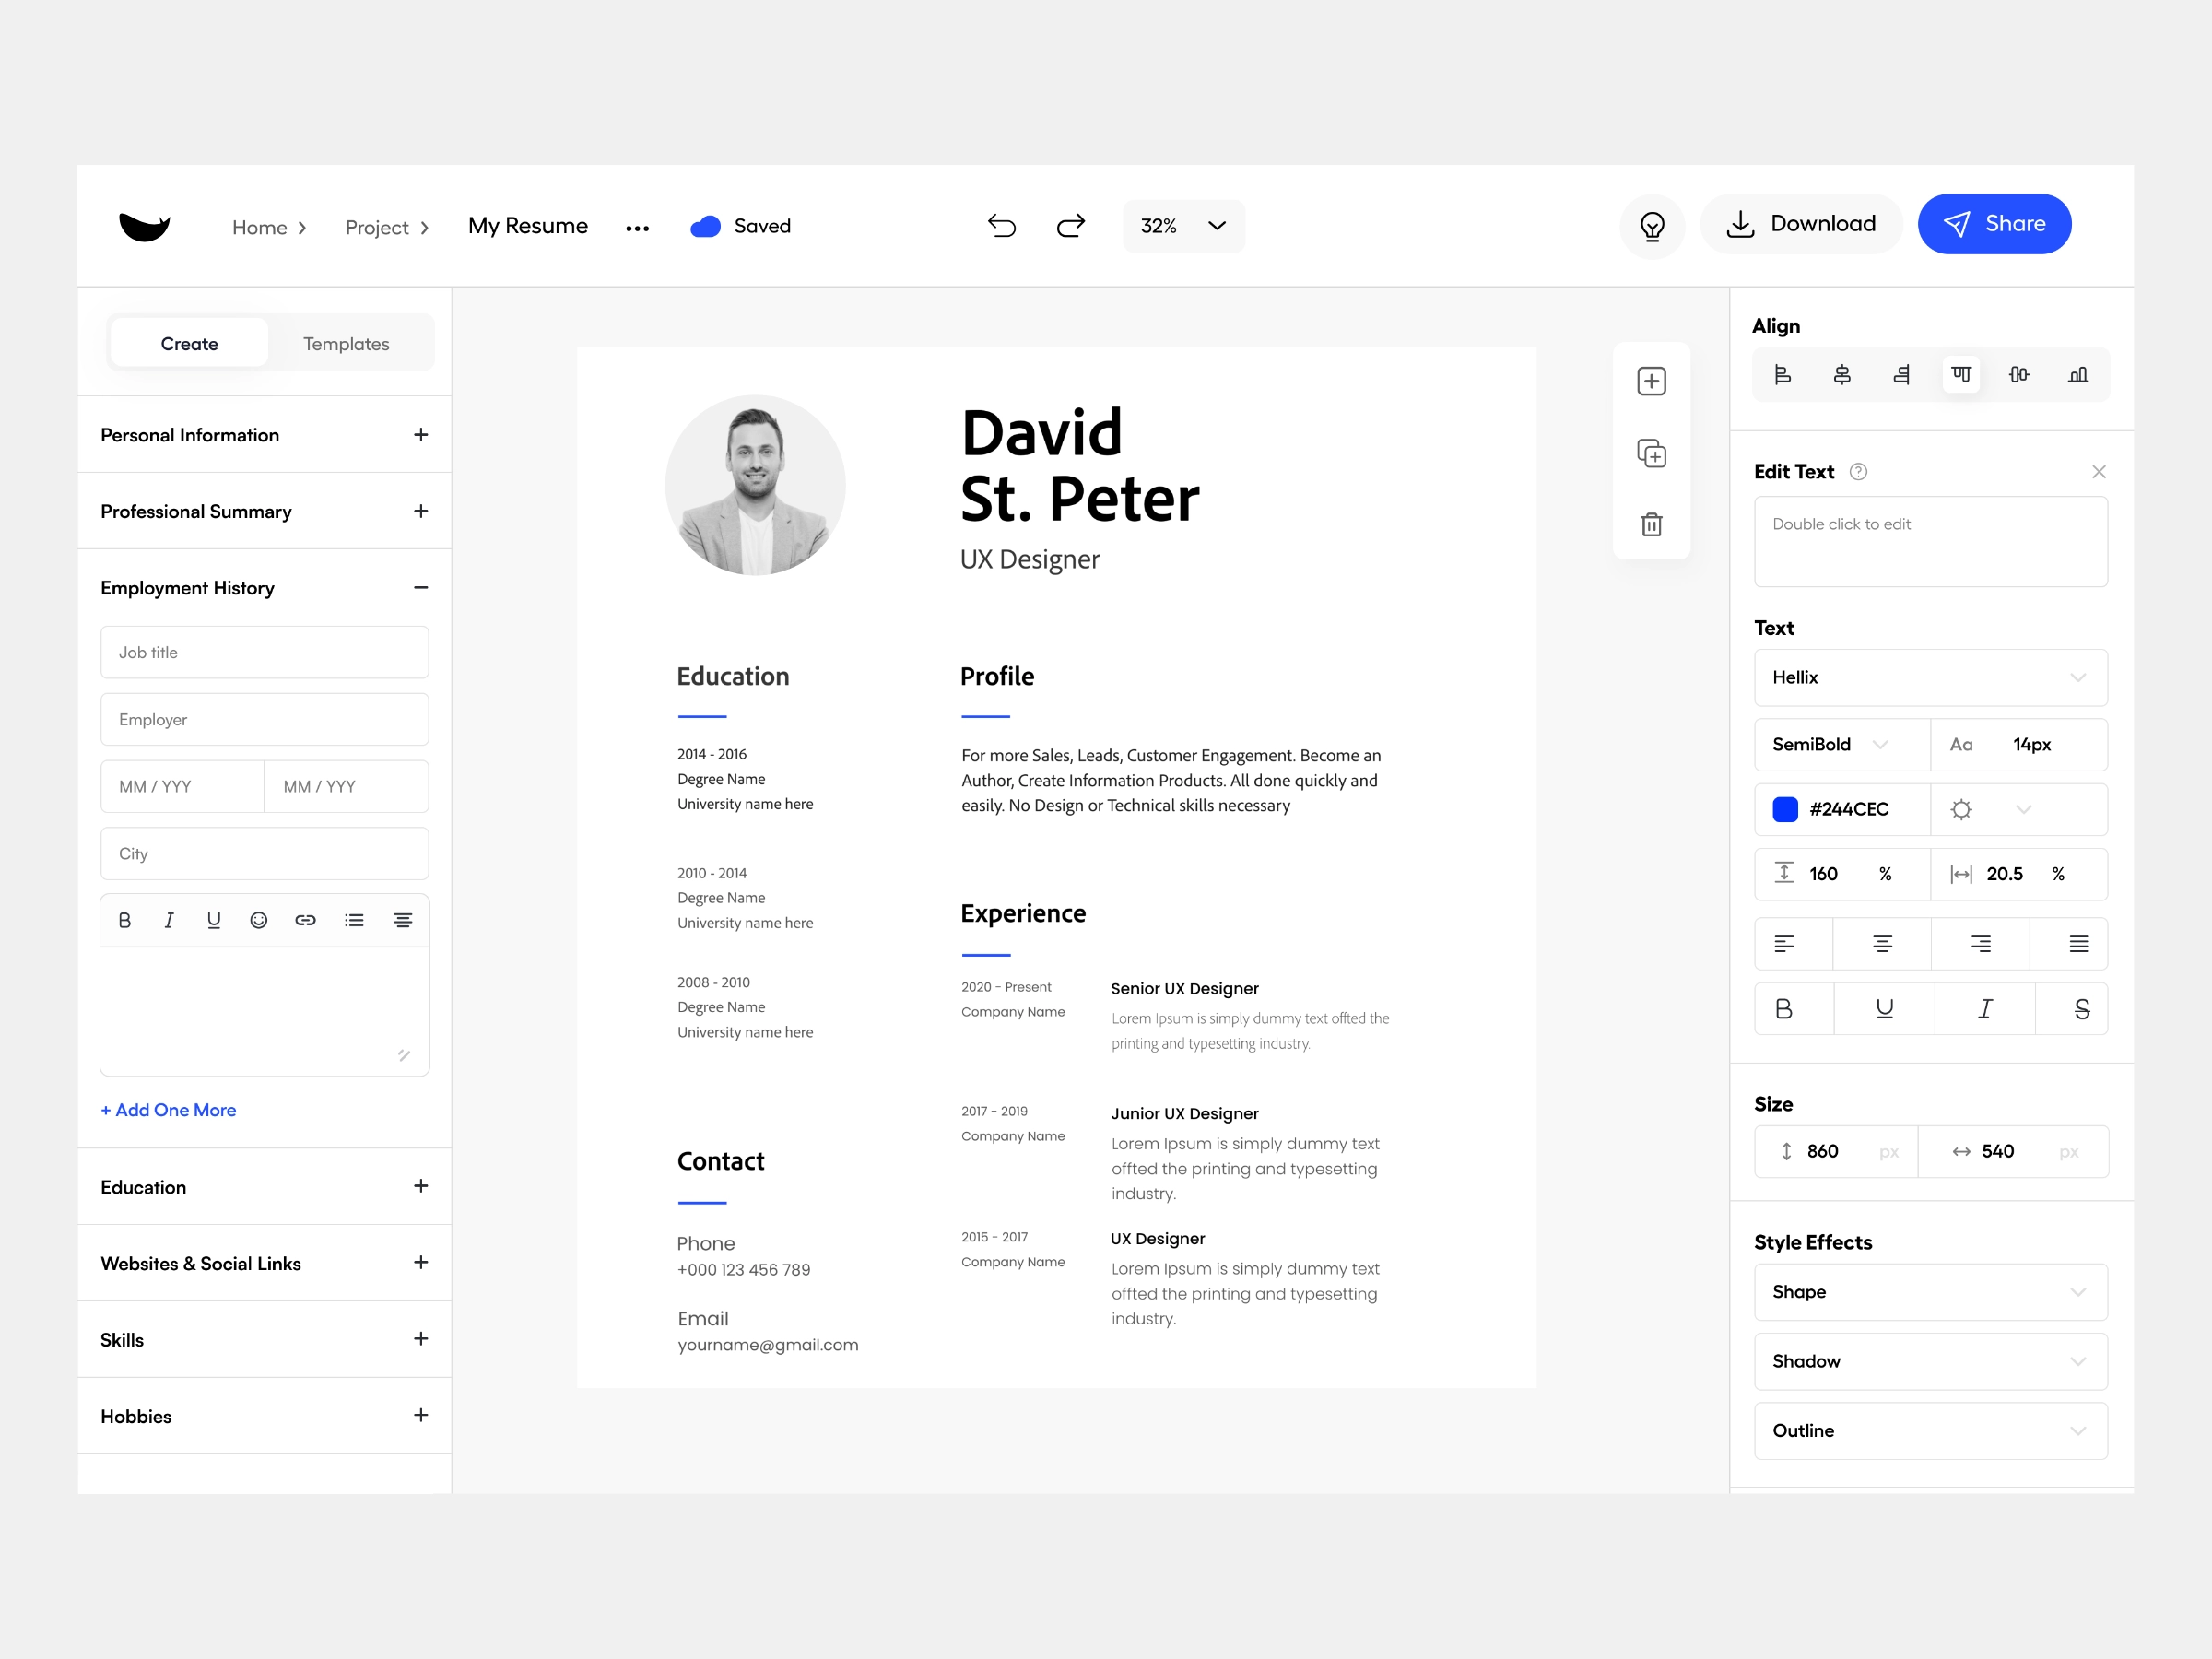 Home
Project
My Resume
Saved
32%
Download
Share
Create
Templates
Personal Information
Professional Summary
Employment History
Job title
Employer
MM / YYY
MM / YYY
City
B I U
+ Add One More
Education
Websites & Social Links
Skills
Hobbies
David
St. Peter
UX Designer
Education
2014 - 2016
Degree Name
University name here
2010 - 2014
Degree Name
University name here
2008 - 2010
Degree Name
University name here
Contact
Phone
+000 123 456 789
Email
yourname@gmail.com
Profile
For more Sales, Leads, Customer Engagement. Become an
Author, Create Information Products. All done quickly and
easily. No Design or Technical skills necessary
Experience
2020 - Present
Company Name
Senior UX Designer
Lorem Ipsum is simply dummy text offted the
printing and typesetting industry.
2017 - 2019
Company Name
Junior UX Designer
Lorem Ipsum is simply dummy text
offted the printing and typesetting
industry.
2015 - 2017
Company Name
UX Designer
Lorem Ipsum is simply dummy text
offted the printing and typesetting
industry.
Align
Edit Text ?
Double click to edit
Text
Hellix
SemiBold
Aa 14px
#244CEC
160 %
20.5 %
B U I S
Size
860 px
540 px
Style Effects
Shape
Shadow
Outline